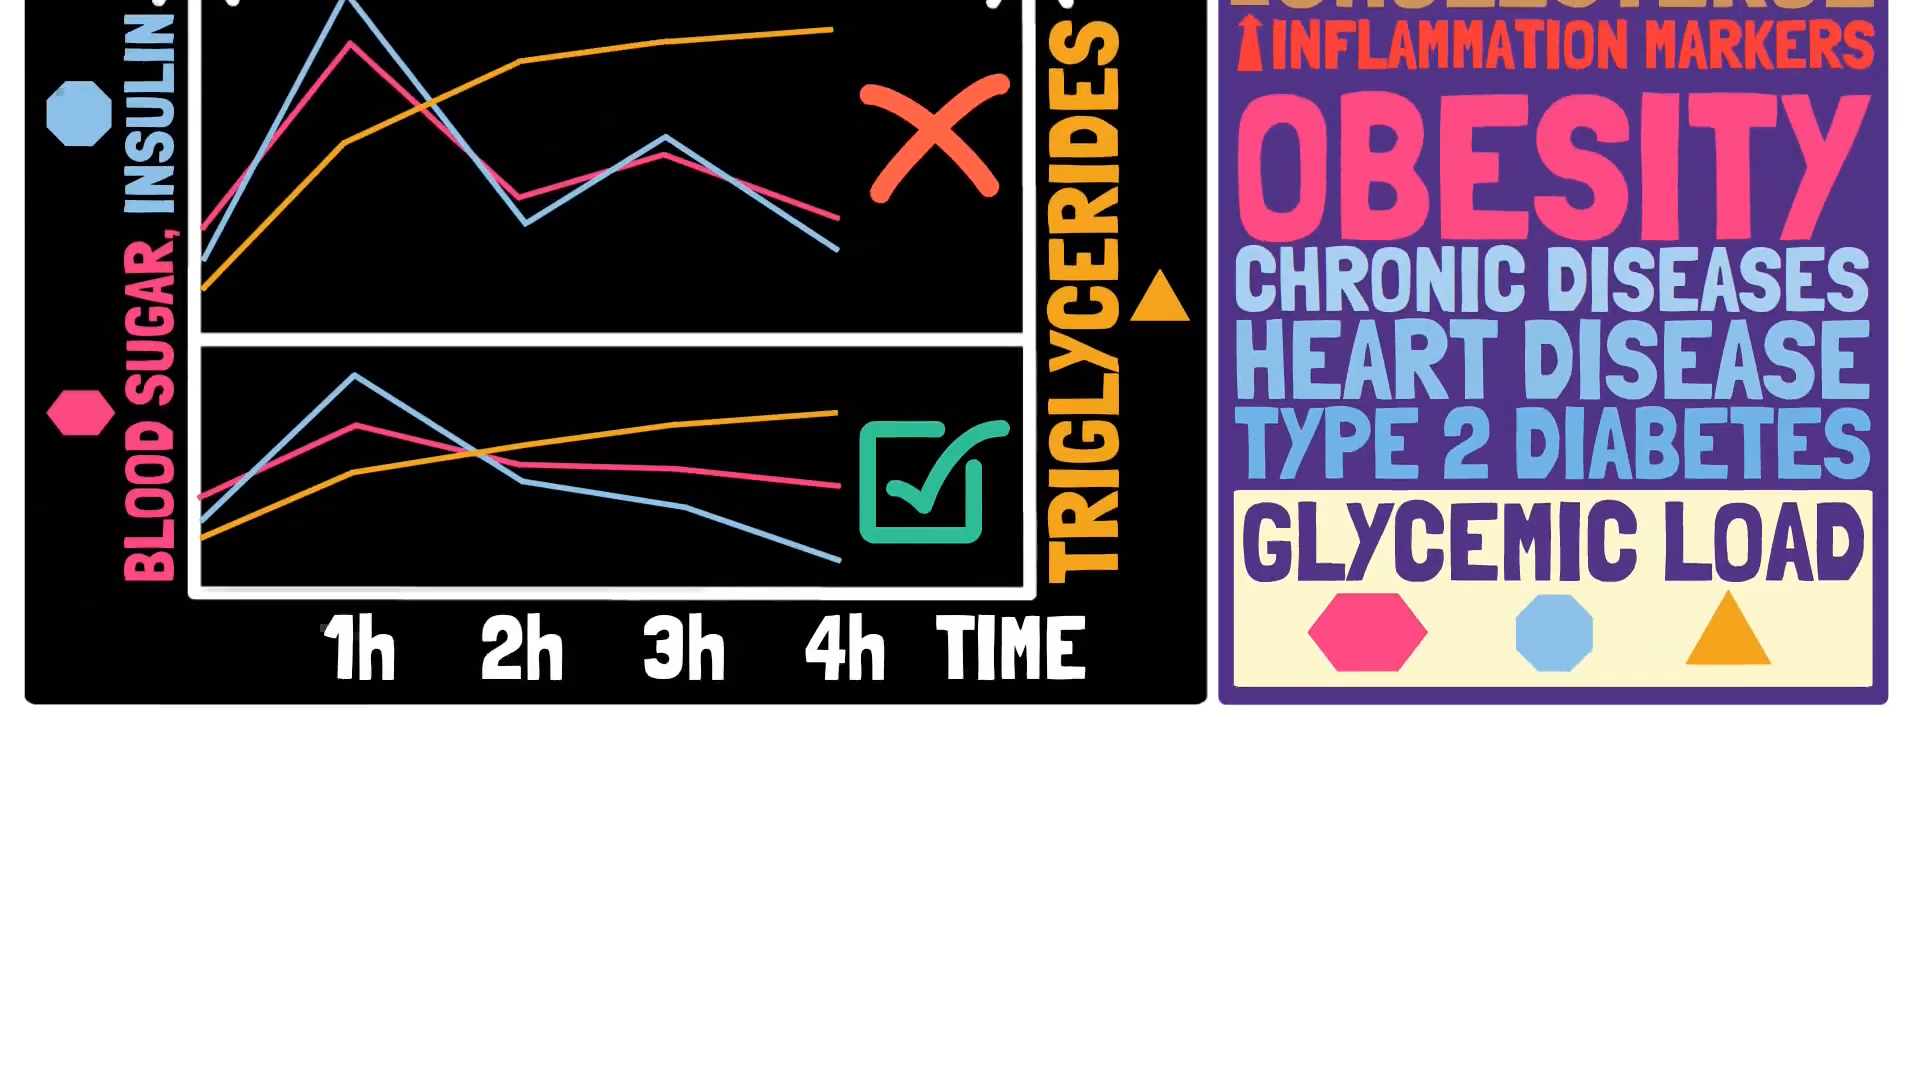 BLOOD SUGAR, INSULIN
TRIGLYCERIDES
1h 2h 3h 4h TIME
INFLAMMATION MARKERS
OBESITY
CHRONIC DISEASES
HEART DISEASE
TYPE 2 DIABETES
GLYCEMIC LOAD